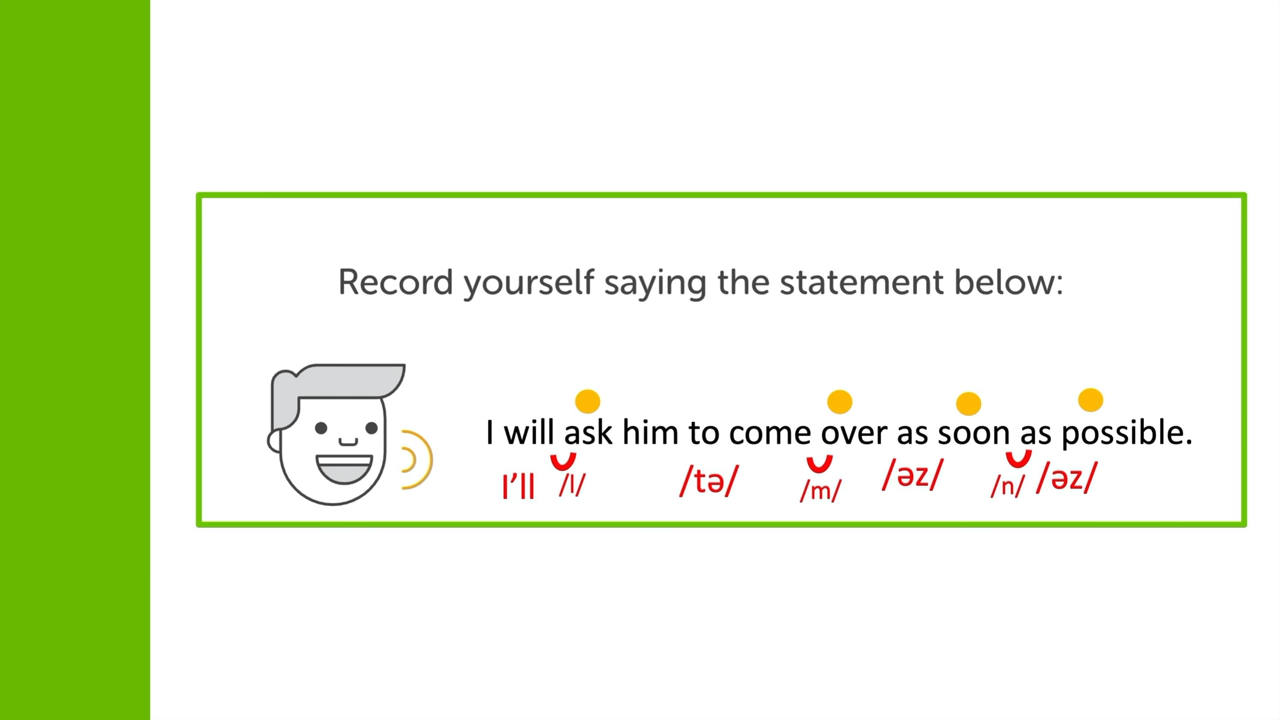 Record yourself saying the statement below:
I will ask him to come over as soon as possible.
I'll /l/ /tə/ /m/ /əz/ /n/ /əz/